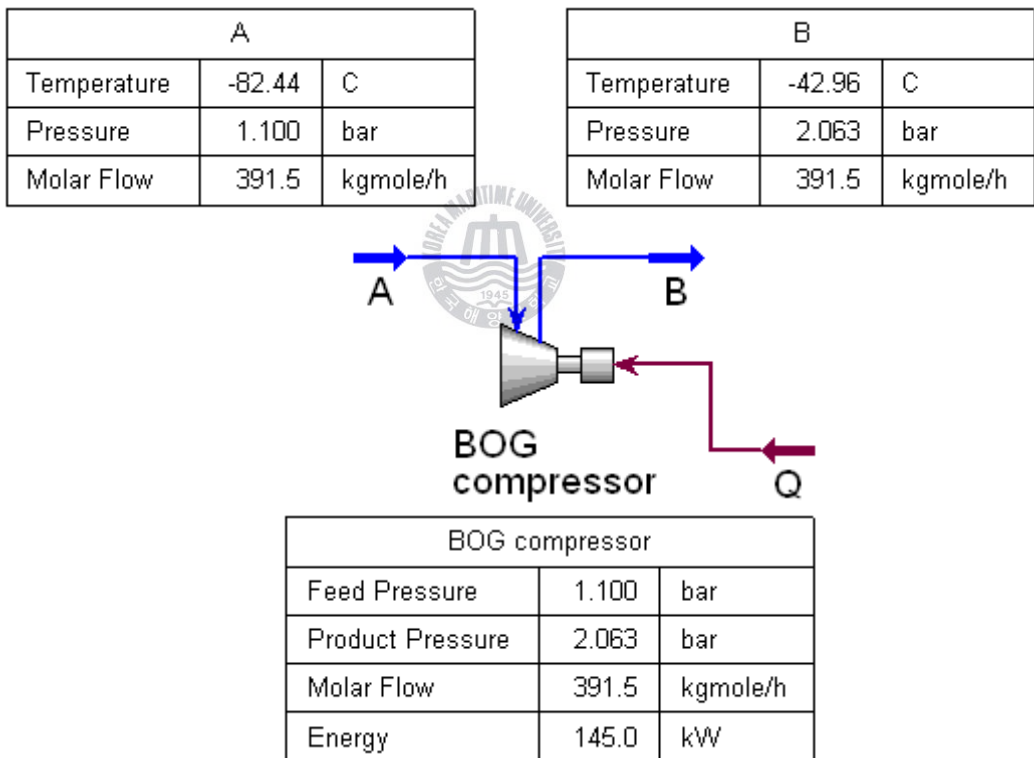 A
Temperature -82.44 C
Pressure 1.100 bar
Molar Flow 391.5 kgmole/h
B
Temperature -42.96 C
Pressure 2.063 bar
Molar Flow 391.5 kgmole/h
MARITIME
1945
A
B
BOG
compressor
Q
BOG compressor
Feed Pressure 1.100 bar
Product Pressure 2.063 bar
Molar Flow 391.5 kgmole/h
Energy 145.0 kW